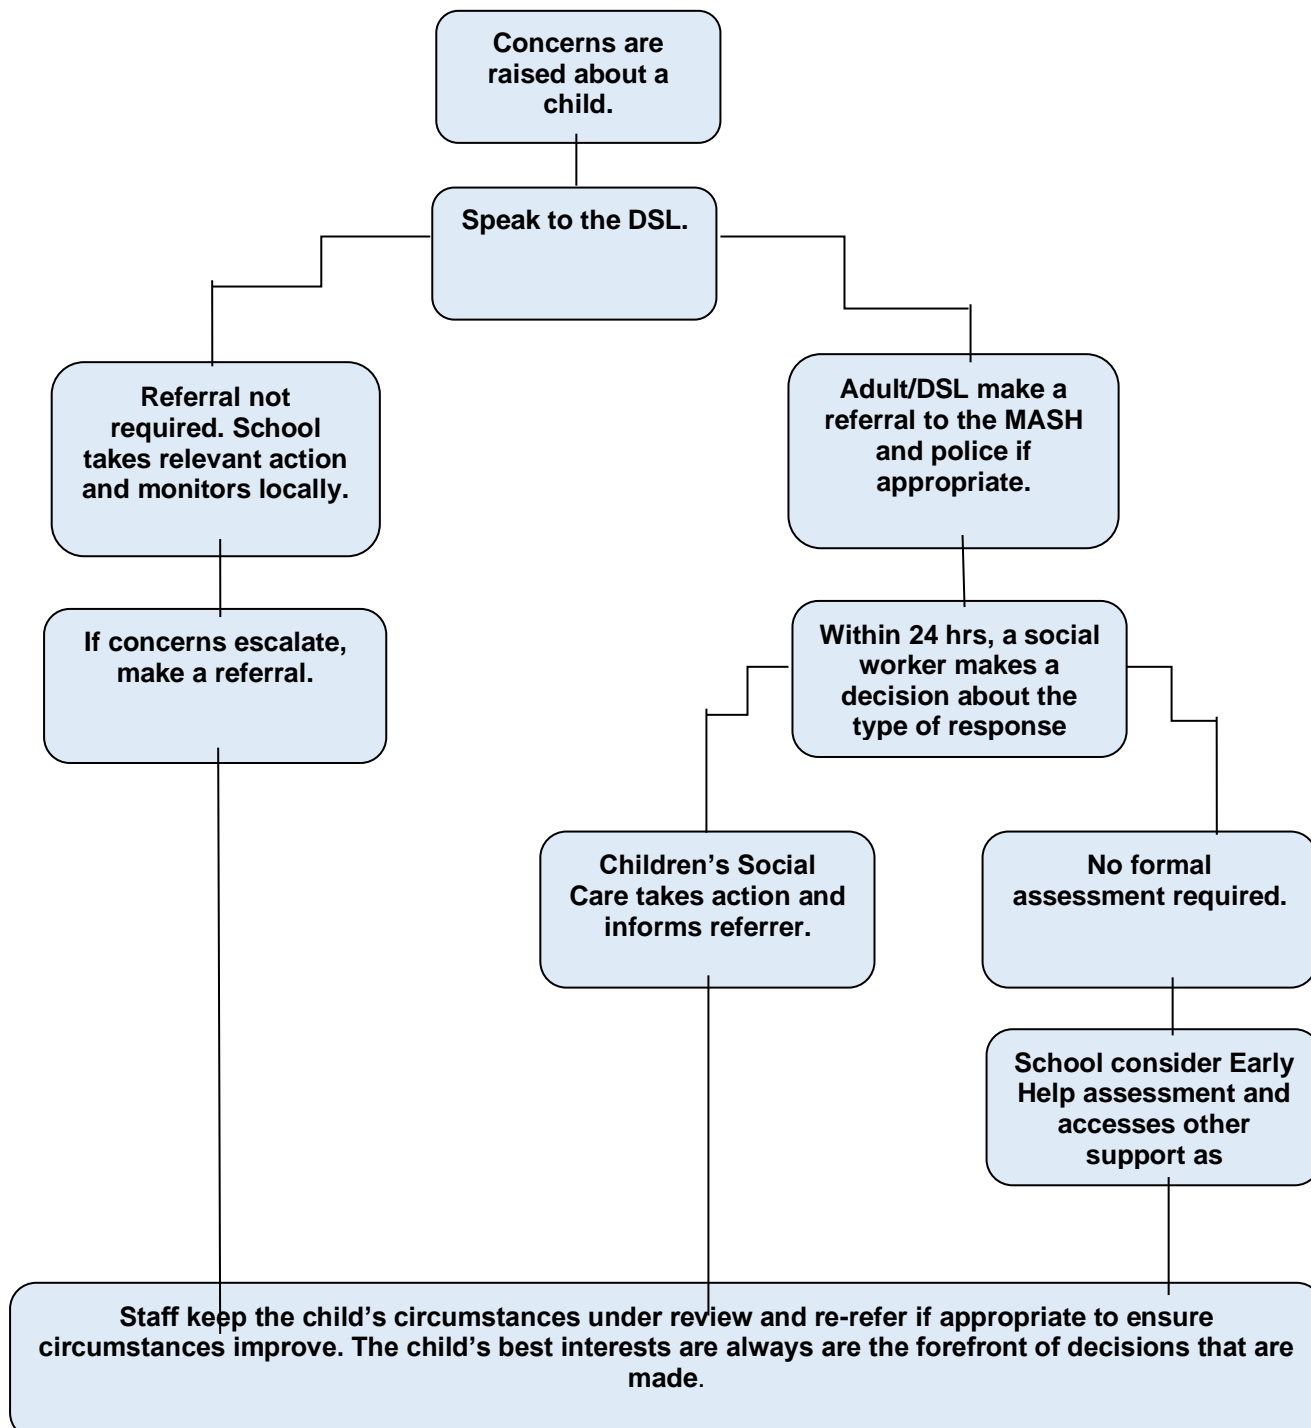 Concerns are
raised about a
child.
Speak to the DSL.
Referral not
required. School
takes relevant action
and monitors locally.
Adult/DSL make a
referral to the MASH
and police if
appropriate.
If concerns escalate,
make a referral.
Within 24 hrs, a social
worker makes a
decision about the
type of response
Children’s Social
Care takes action and
informs referrer.
No formal
assessment required.
School consider Early
Help assessment and
accesses other
support as
Staff keep the child’s circumstances under review and re-refer if appropriate to ensure
circumstances improve. The child’s best interests are always are the forefront of decisions that are
made.